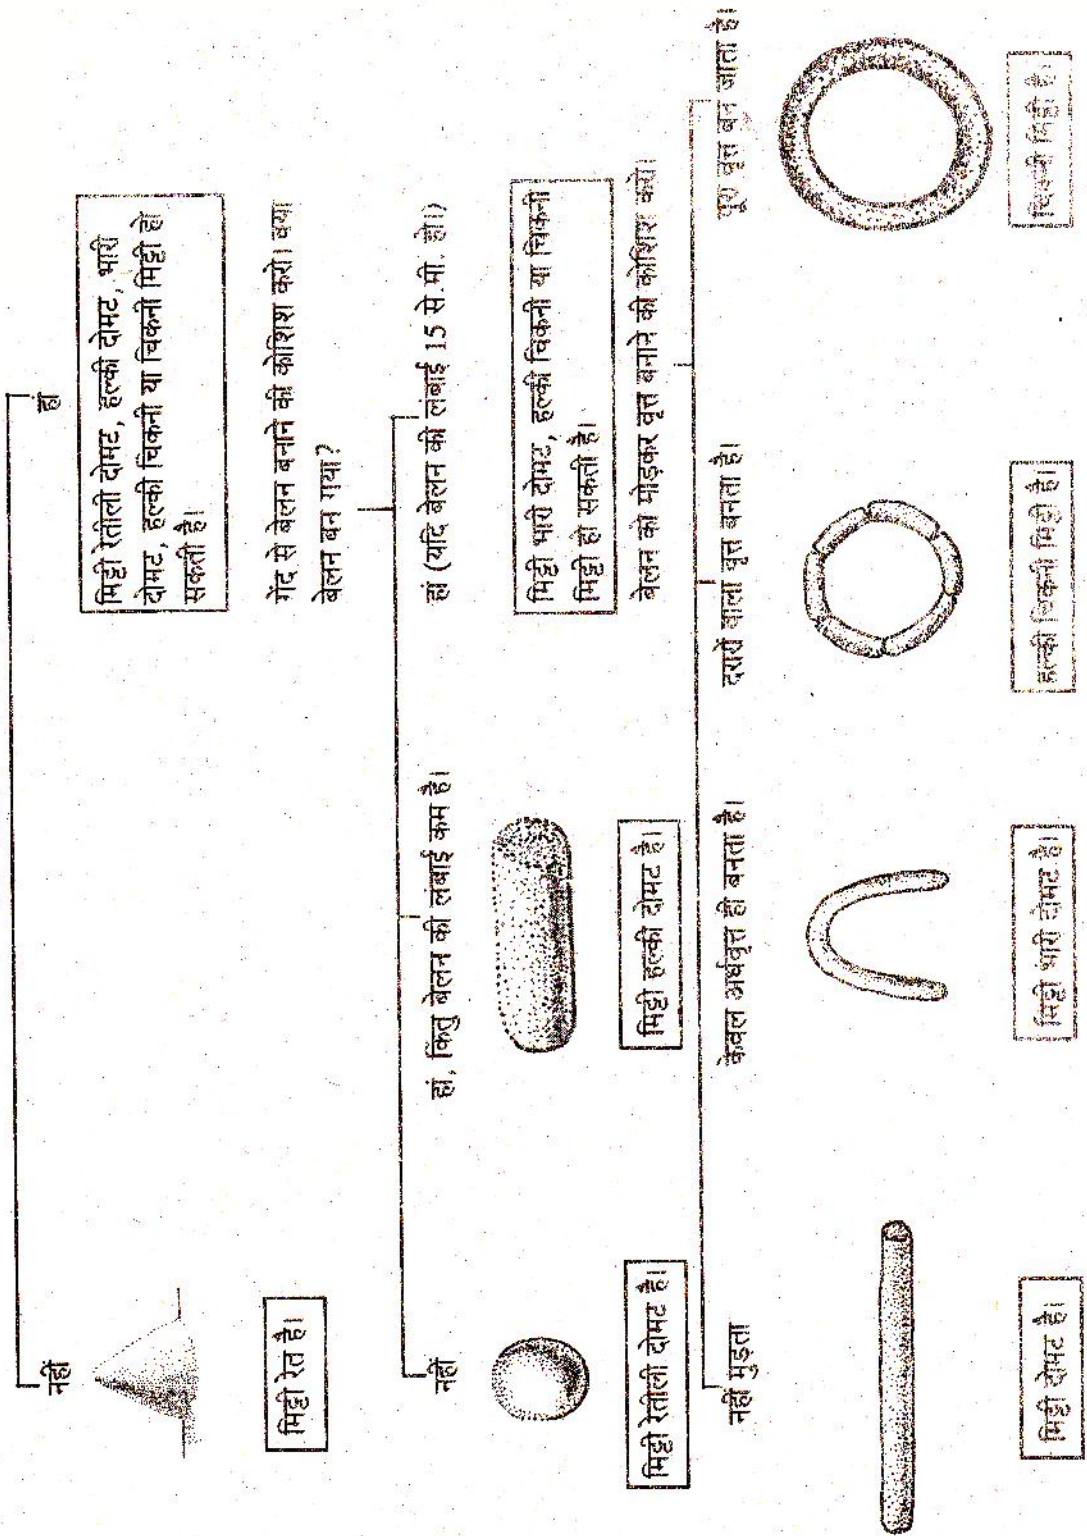 नहीं
हां
मिट्टी रेत है।
मिट्टी रेतीली दोमट, हल्की दोमट, भारी
दोमट, हल्की चिकनी या चिकनी मिट्टी हो
सकती है।
गेंद से बेलन बनाने की कोशिश करो। क्या
बेलन बन गया?
नहीं
हां, किंतु बेलन की लंबाई कम है।
हां (यदि बेलन की लंबाई 15 से.मी. हो।)
मिट्टी रेतीली दोमट है।
मिट्टी हल्की दोमट है।
मिट्टी भारी दोमट, हल्की चिकनी या चिकनी
मिट्टी हो सकती है।
बेलन को मोड़कर वृत्त बनाने की कोशिश करो।
नहीं मुड़ता
केवल अर्धवृत्त ही बनता है।
दरारों वाला वृत्त बनता है।
पूरा वृत्त बन जाता है।
मिट्टी दोमट है।
मिट्टी भारी दोमट है।
हल्की चिकनी मिट्टी है।
चिकनी मिट्टी है।